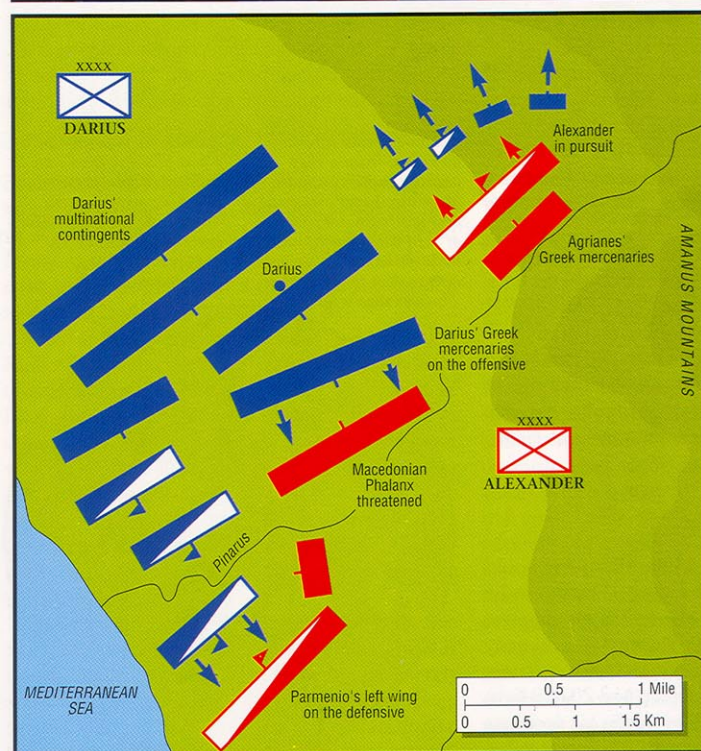 XXXX
DARIUS
Darius'
multinational
contingents
Darius
Alexander
in pursuit
Agrianes'
Greek mercenaries
AMANUS MOUNTAINS
Darius' Greek
mercenaries
on the offensive
XXXX
ALEXANDER
Macedonian
Phalanx
threatened
Pinarus
MEDITERRANEAN
SEA
Parmenio's left wing
on the defensive
0 0.5 1 Mile
0 0.5 1 1.5 Km